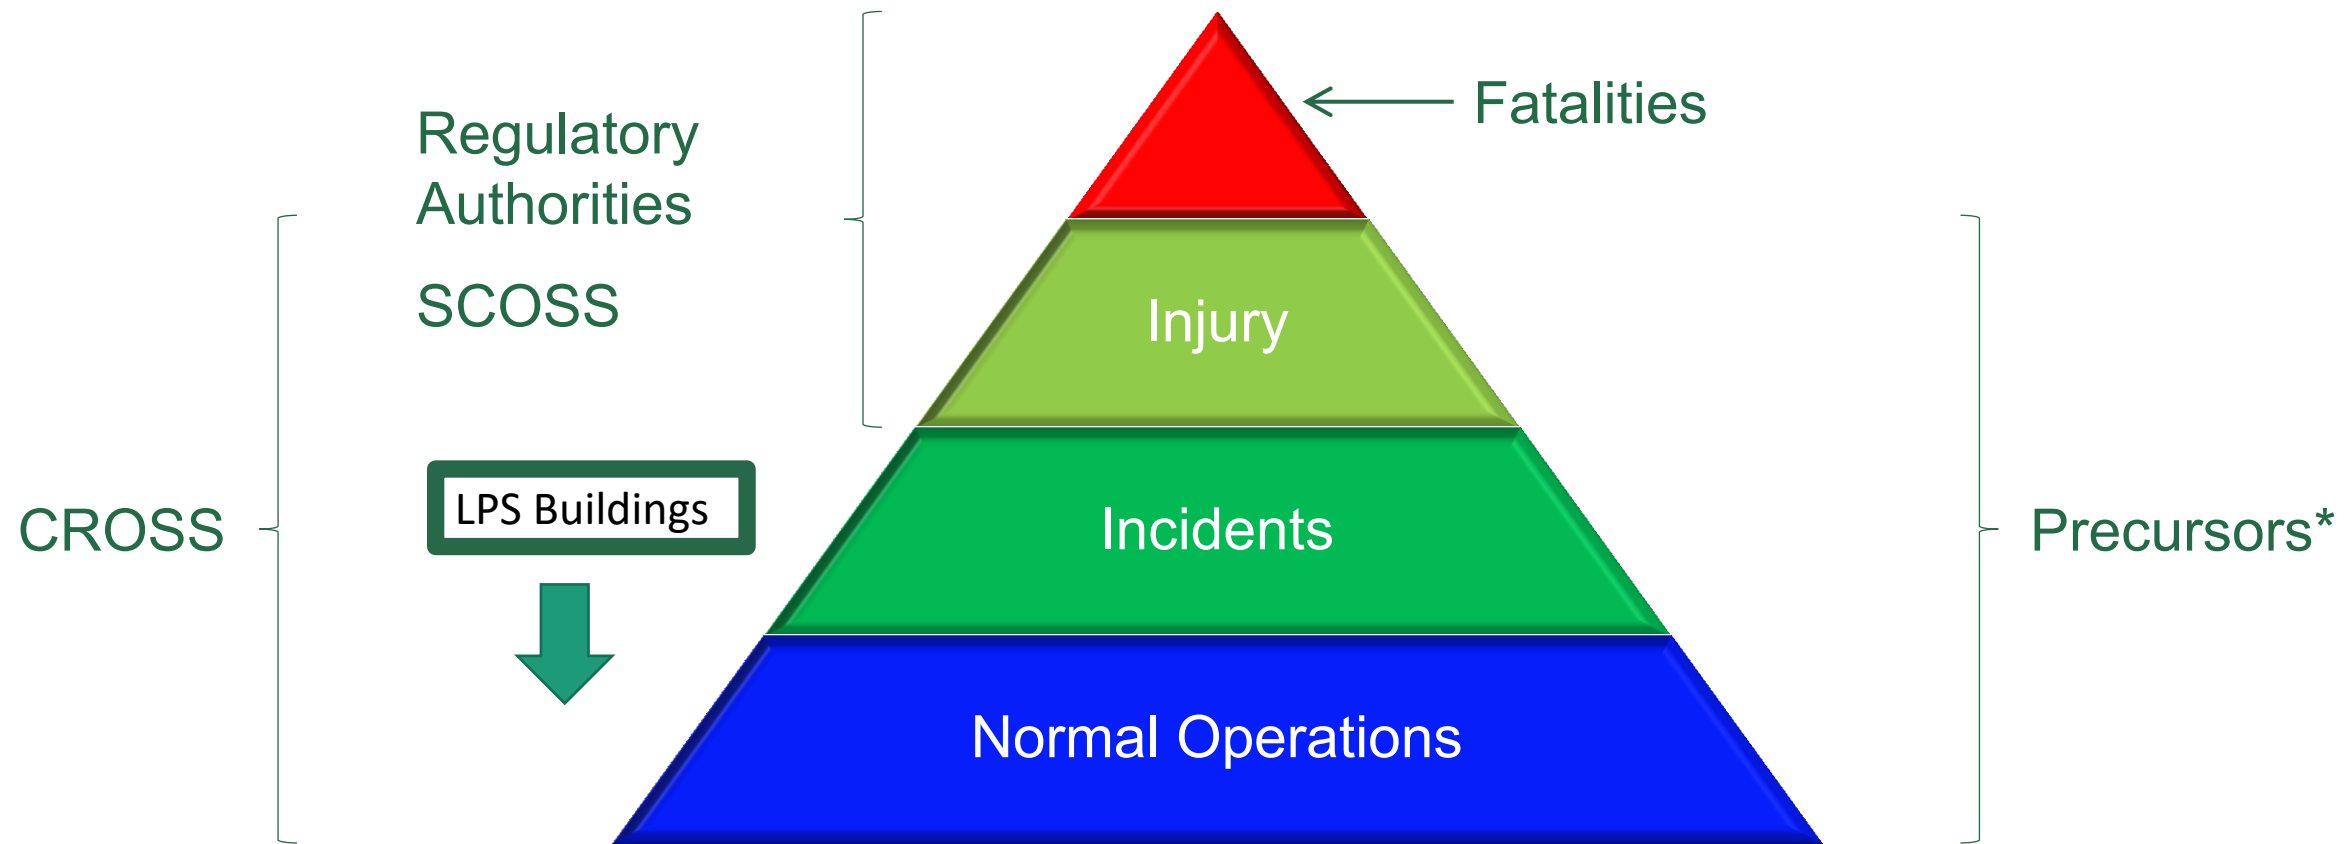 Fatalities
Regulatory
Authorities
SCOSS
Injury
LPS Buildings
CROSS
Incidents
Precursors*
Normal Operations